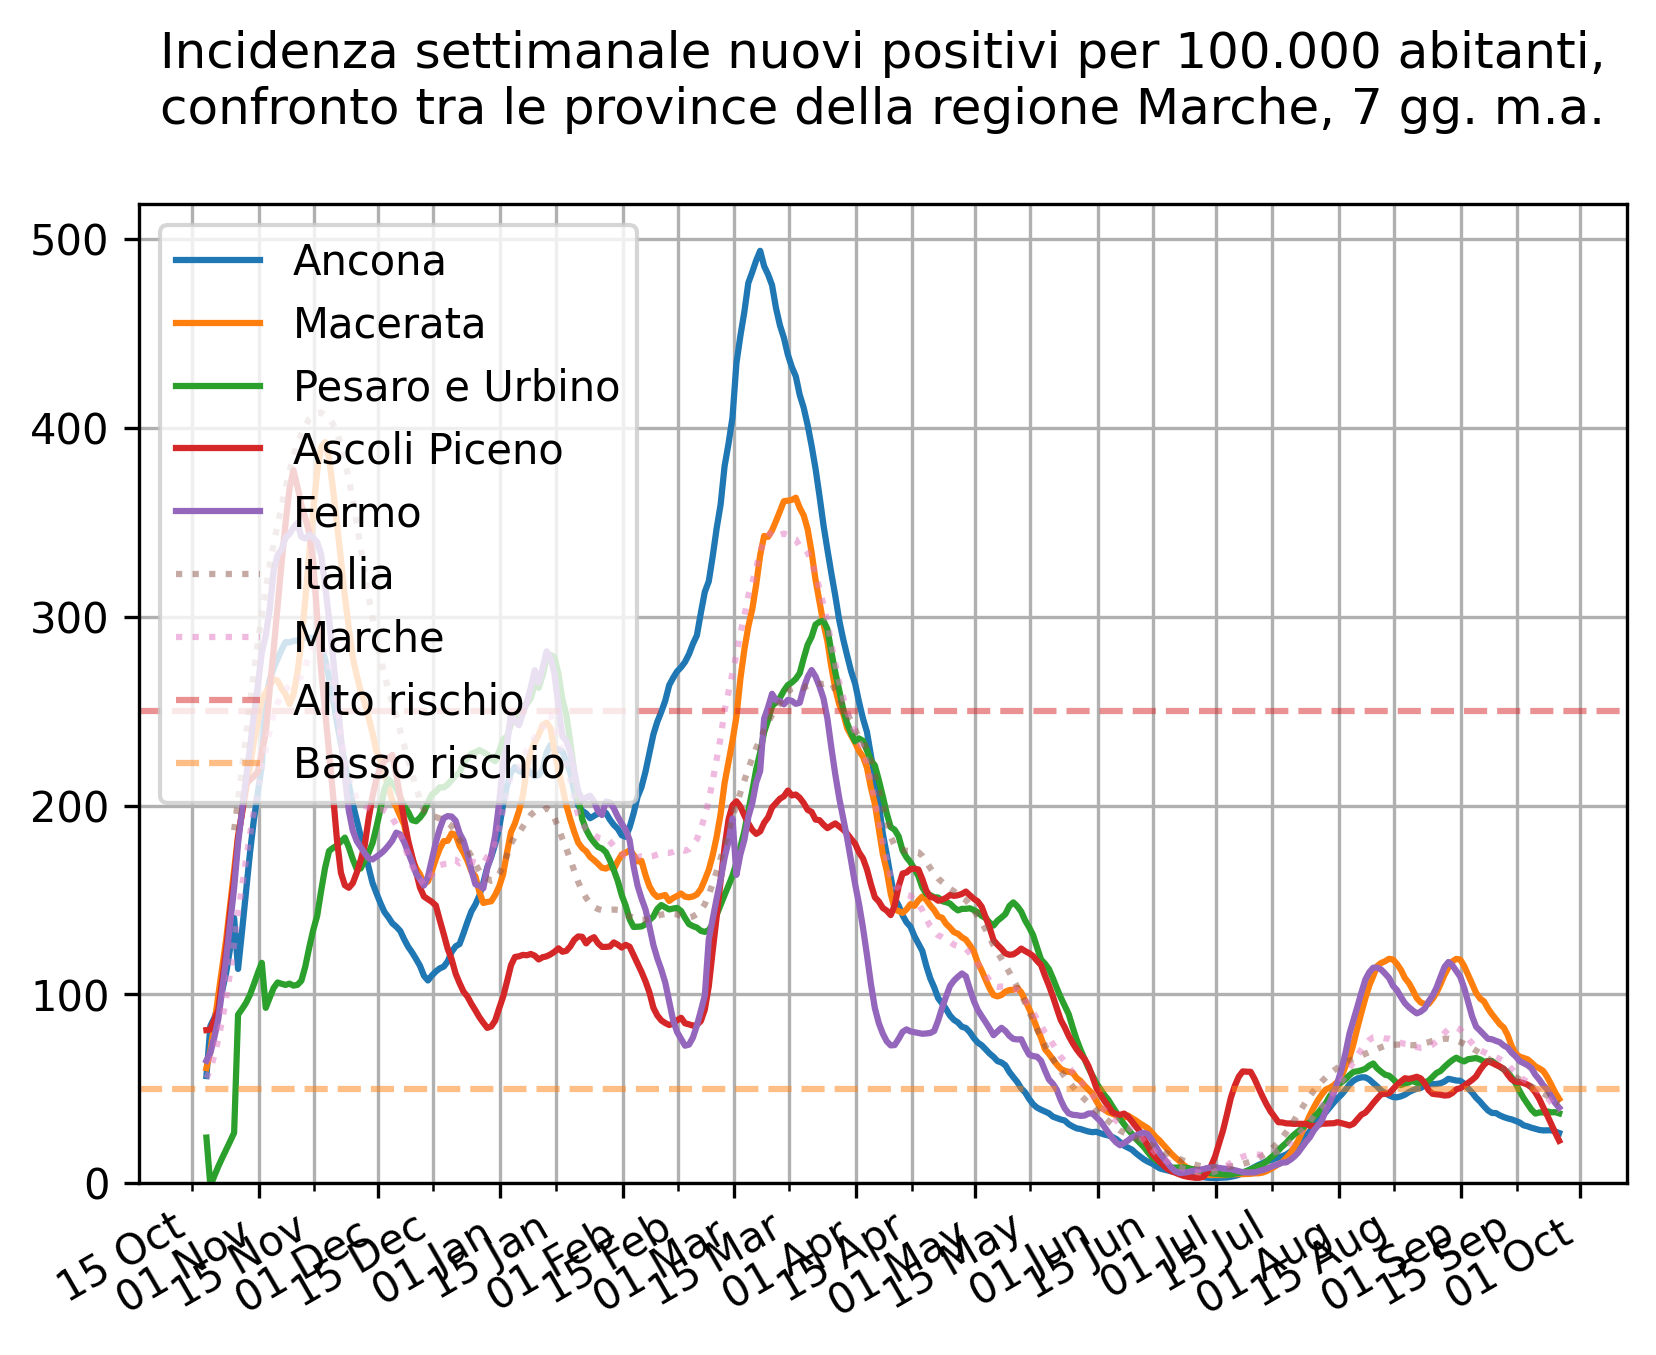 Incidenza settimanale nuovi positivi per 100.000 abitanti,
confronto tra le province della regione Marche, 7 gg. m.a.
500
400
300
200
100
0
Ancona
Macerata
Pesaro e Urbino
Ascoli Piceno
Fermo
Italia
Marche
Alto rischio
Basso rischio
15 Oct
01 Nov
15 Nov
01 Dec
15 Dec
01 Jan
15 Jan
01 Feb
15 Feb
01 Mar
15 Mar
01 Apr
15 Apr
01 May
15 May
01 Jun
15 Jun
01 Jul
15 Jul
01 Aug
15 Aug
01 Sep
15 Sep
01 Oct